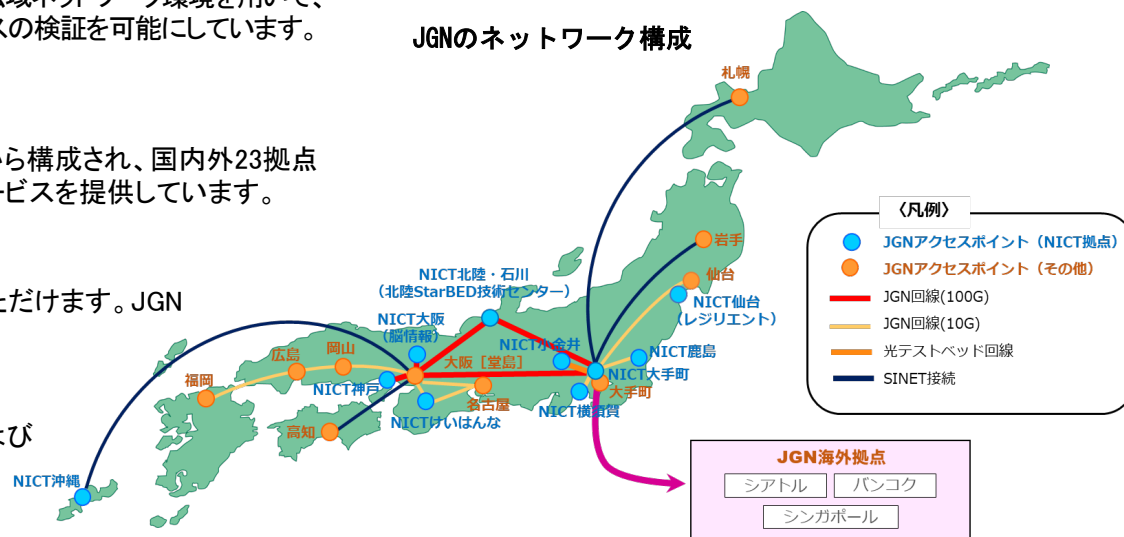 域ネットワーク環境を用いて、
スの検証を可能にしています。
ら構成され、国内外23拠点
ービスを提供しています。
ただけます。JGN
よび
JGNのネットワーク構成
札幌
岩手
仙台
NICT仙台
（レジリエント）
NICT北陸・石川
（北陸StarBED技術センター）
NICT大阪
（脳情報）
NICT小金井
NICT鹿島
大阪［堂島］
NICT大手町
大手町
岡山
広島
福岡
NICT神戸
名古屋
NICT横須賀
NICTけいはんな
高知
NICT沖縄
〈凡例〉
JGNアクセスポイント（NICT拠点）
JGNアクセスポイント（その他）
JGN回線(100G)
JGN回線(10G)
光テストベッド回線
SINET接続
JGN海外拠点
シアトル
バンコク
シンガポール